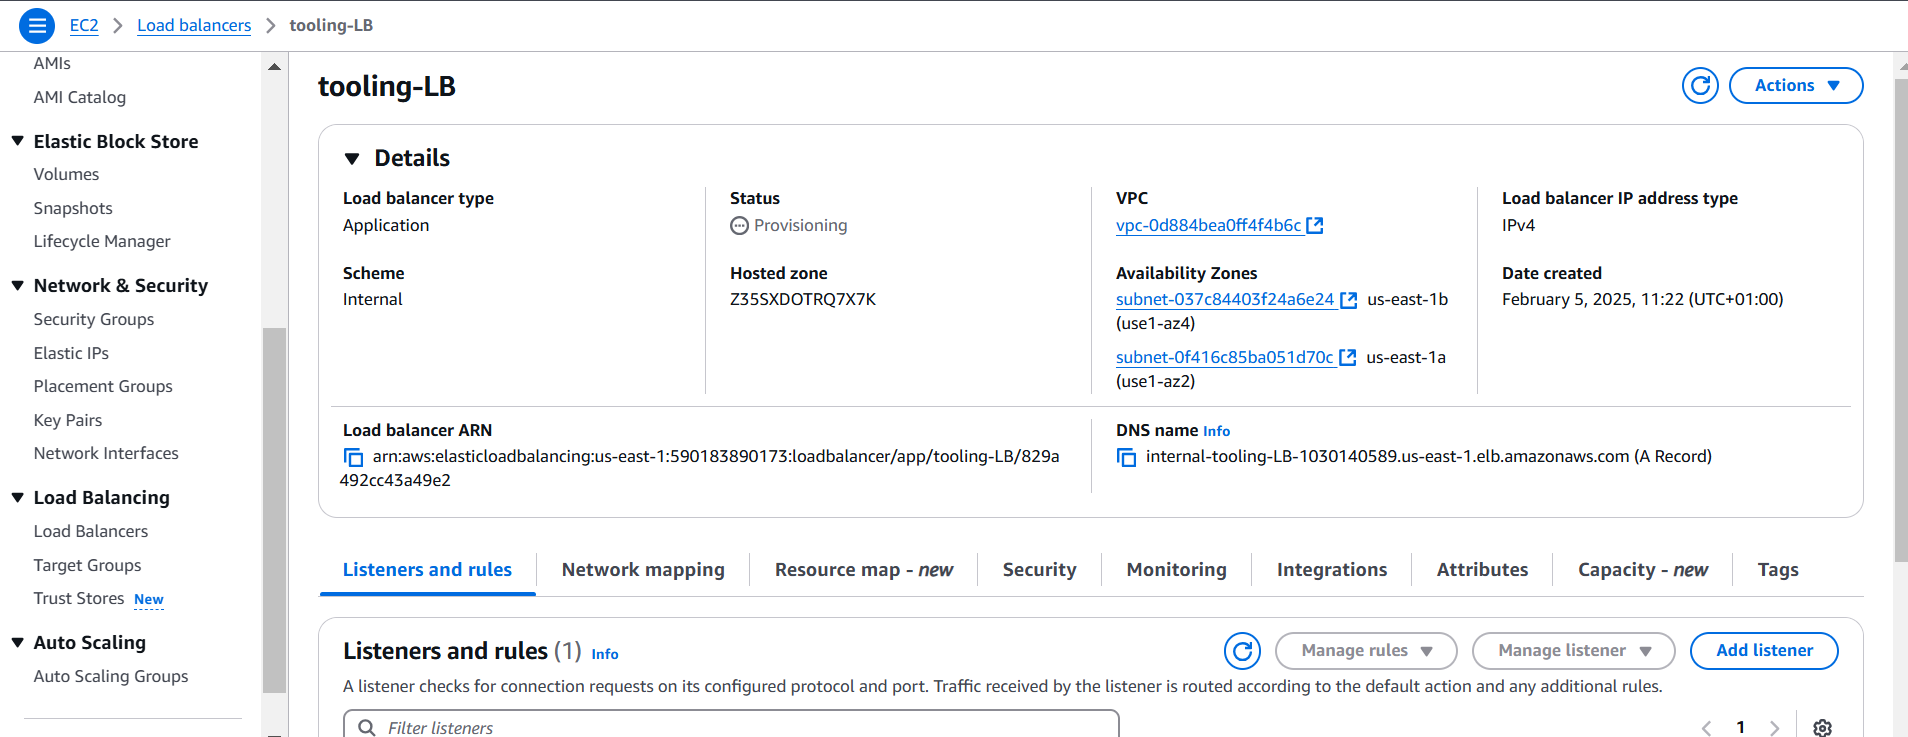 EC2 > Load balancers > tooling-LB
AMIs
AMI Catalog
Elastic Block Store
Volumes
Snapshots
Lifecycle Manager
Network & Security
Security Groups
Elastic IPs
Placement Groups
Key Pairs
Network Interfaces
Load Balancing
Load Balancers
Target Groups
Trust Stores New
Auto Scaling
Auto Scaling Groups
tooling-LB
Actions
Details
Load balancer type
Application
Status
Provisioning
VPC
vpc-0d884bea0ff4f4b6c
Load balancer IP address type
IPv4
Scheme
Internal
Hosted zone
Z35SXDOTRQ7X7K
Availability Zones
subnet-037c84403f24a6e24 us-east-1b
(use1-az4)
subnet-0f416c85ba051d70c us-east-1a
(use1-az2)
Date created
February 5, 2025, 11:22 (UTC+01:00)
Load balancer ARN
arn:aws:elasticloadbalancing:us-east-1:590183890173:loadbalancer/app/tooling-LB/829a
492cc43a49e2
DNS name Info
internal-tooling-LB-1030140589.us-east-1.elb.amazonaws.com (A Record)
Listeners and rules Network mapping Resource map - new Security Monitoring Integrations Attributes Capacity - new Tags
Listeners and rules (1) Info
Manage rules Manage listener Add listener
A listener checks for connection requests on its configured protocol and port. Traffic received by the listener is routed according to the default action and any additional rules.
Filter listeners
1